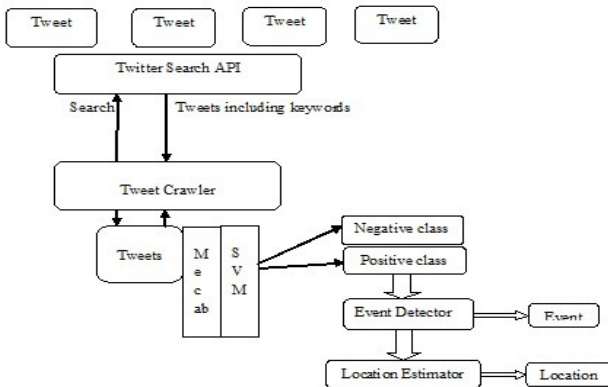 Tweet Tweet Tweet Tweet
Twitter Search API
Search Tweets including keywords
Tweet Crawler
Tweets
M
e
c
ab
S
V
M
Negative class
Positive class
Event Detector
Event
Location Estimator
Location